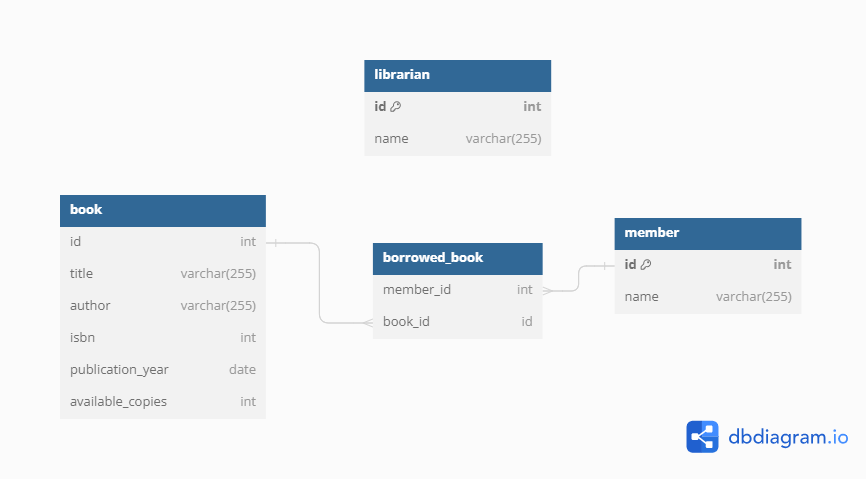 librarian
id int
name varchar(255)
book
id int
title varchar(255)
author varchar(255)
isbn int
publication_year date
available_copies int
borrowed_book
member_id int
book_id id
member
id int
name varchar(255)
dbdiagram.io